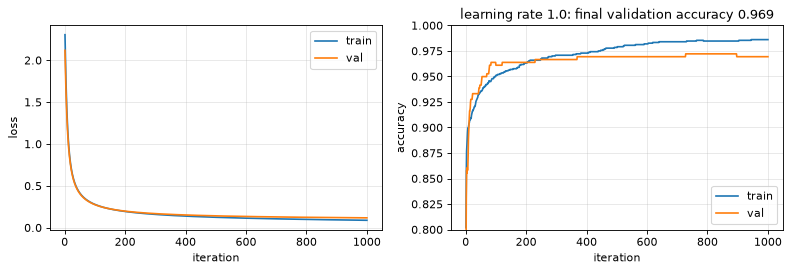 loss
2.0
1.5
1.0
0.5
0.0
0
200
400
600
800
1000
iteration
train
val
learning rate 1.0: final validation accuracy 0.969
accuracy
1.000
0.975
0.950
0.925
0.900
0.875
0.850
0.825
0.800
0
200
400
600
800
1000
iteration
train
val